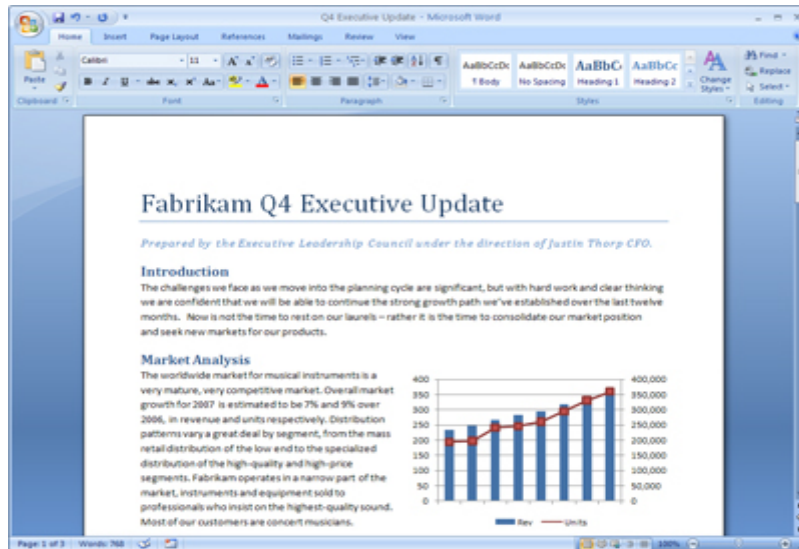 Q4 Executive Update - Microsoft Word
Home Insert Page Layout References Mailings Review View
Paste
Calibri 11
AaBbCcDc AaBbCcDc AaBbC AaBbCc
¶ Body No Spacing Heading 1 Heading 2
Change Styles
Find
Replace
Select
Clipboard Font Paragraph Styles Editing
Fabrikam Q4 Executive Update
Prepared by the Executive Leadership Council under the direction of Justin Thorp CFO.
Introduction
The challenges we face as we move into the planning cycle are significant, but with hard work and clear thinking
we are confident that we will be able to continue the strong growth path we've established over the last twelve
months. Now is not the time to rest on our laurels – rather it is the time to consolidate our market position
and seek new markets for our products.
Market Analysis
The worldwide market for musical instruments is a
very mature, very competitive market. Overall market
growth for 2007 is estimated to be 7% and 9% over
2006, in revenue and units respectively. Distribution
patterns vary a great deal by segment, from the mass
retail distribution of the low end to the specialized
distribution of the high-quality and high-price
segments. Fabrikam operates in a narrow part of the
market, instruments and equipment sold to
professionals who insist on the highest-quality sound.
Most of our customers are concert musicians.
400 400,000
350 350,000
300 300,000
250 250,000
200 200,000
150 150,000
100 100,000
50 50,000
0 0
Rev Units
Page: 1 of 3 Words: 768 100%